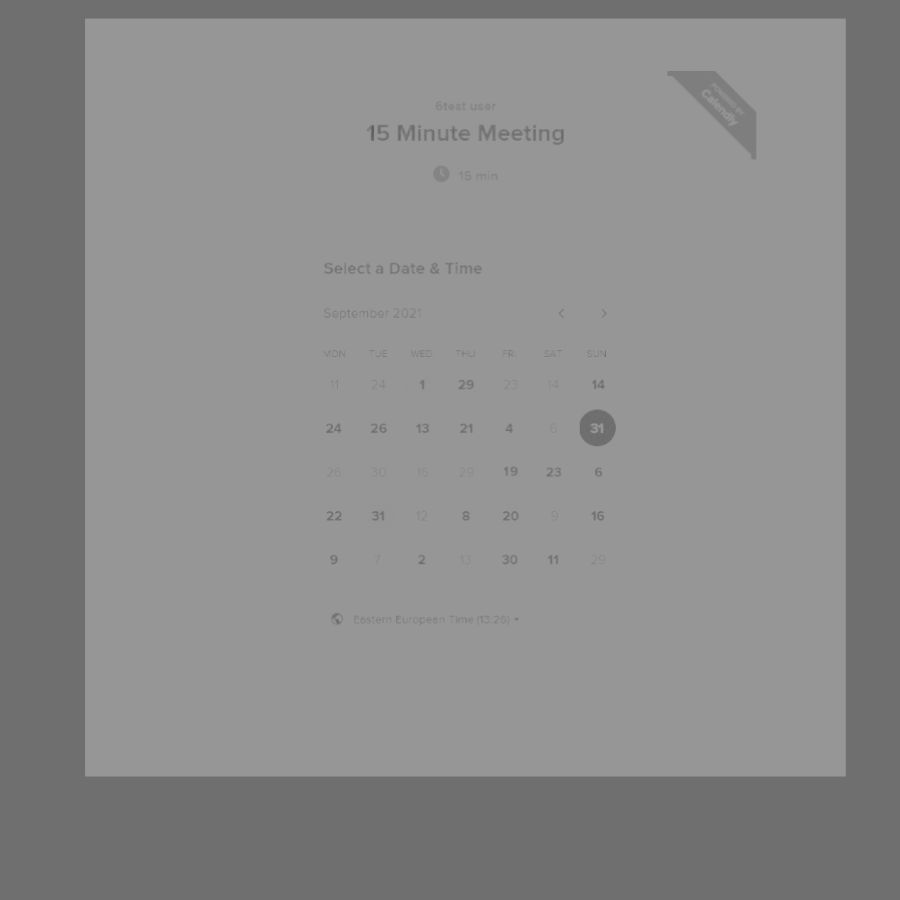 POWERED BY
Calendly
6test user
15 Minute Meeting
15 min
Select a Date & Time
September 2021
MON TUE WED THU FRI SAT SUN
11 24 1 29 23 14 14
24 26 13 21 4 6 31
26 30 16 29 19 23 6
22 31 12 8 20 9 16
9 7 2 13 30 11 29
Eastern European Time (13:26)